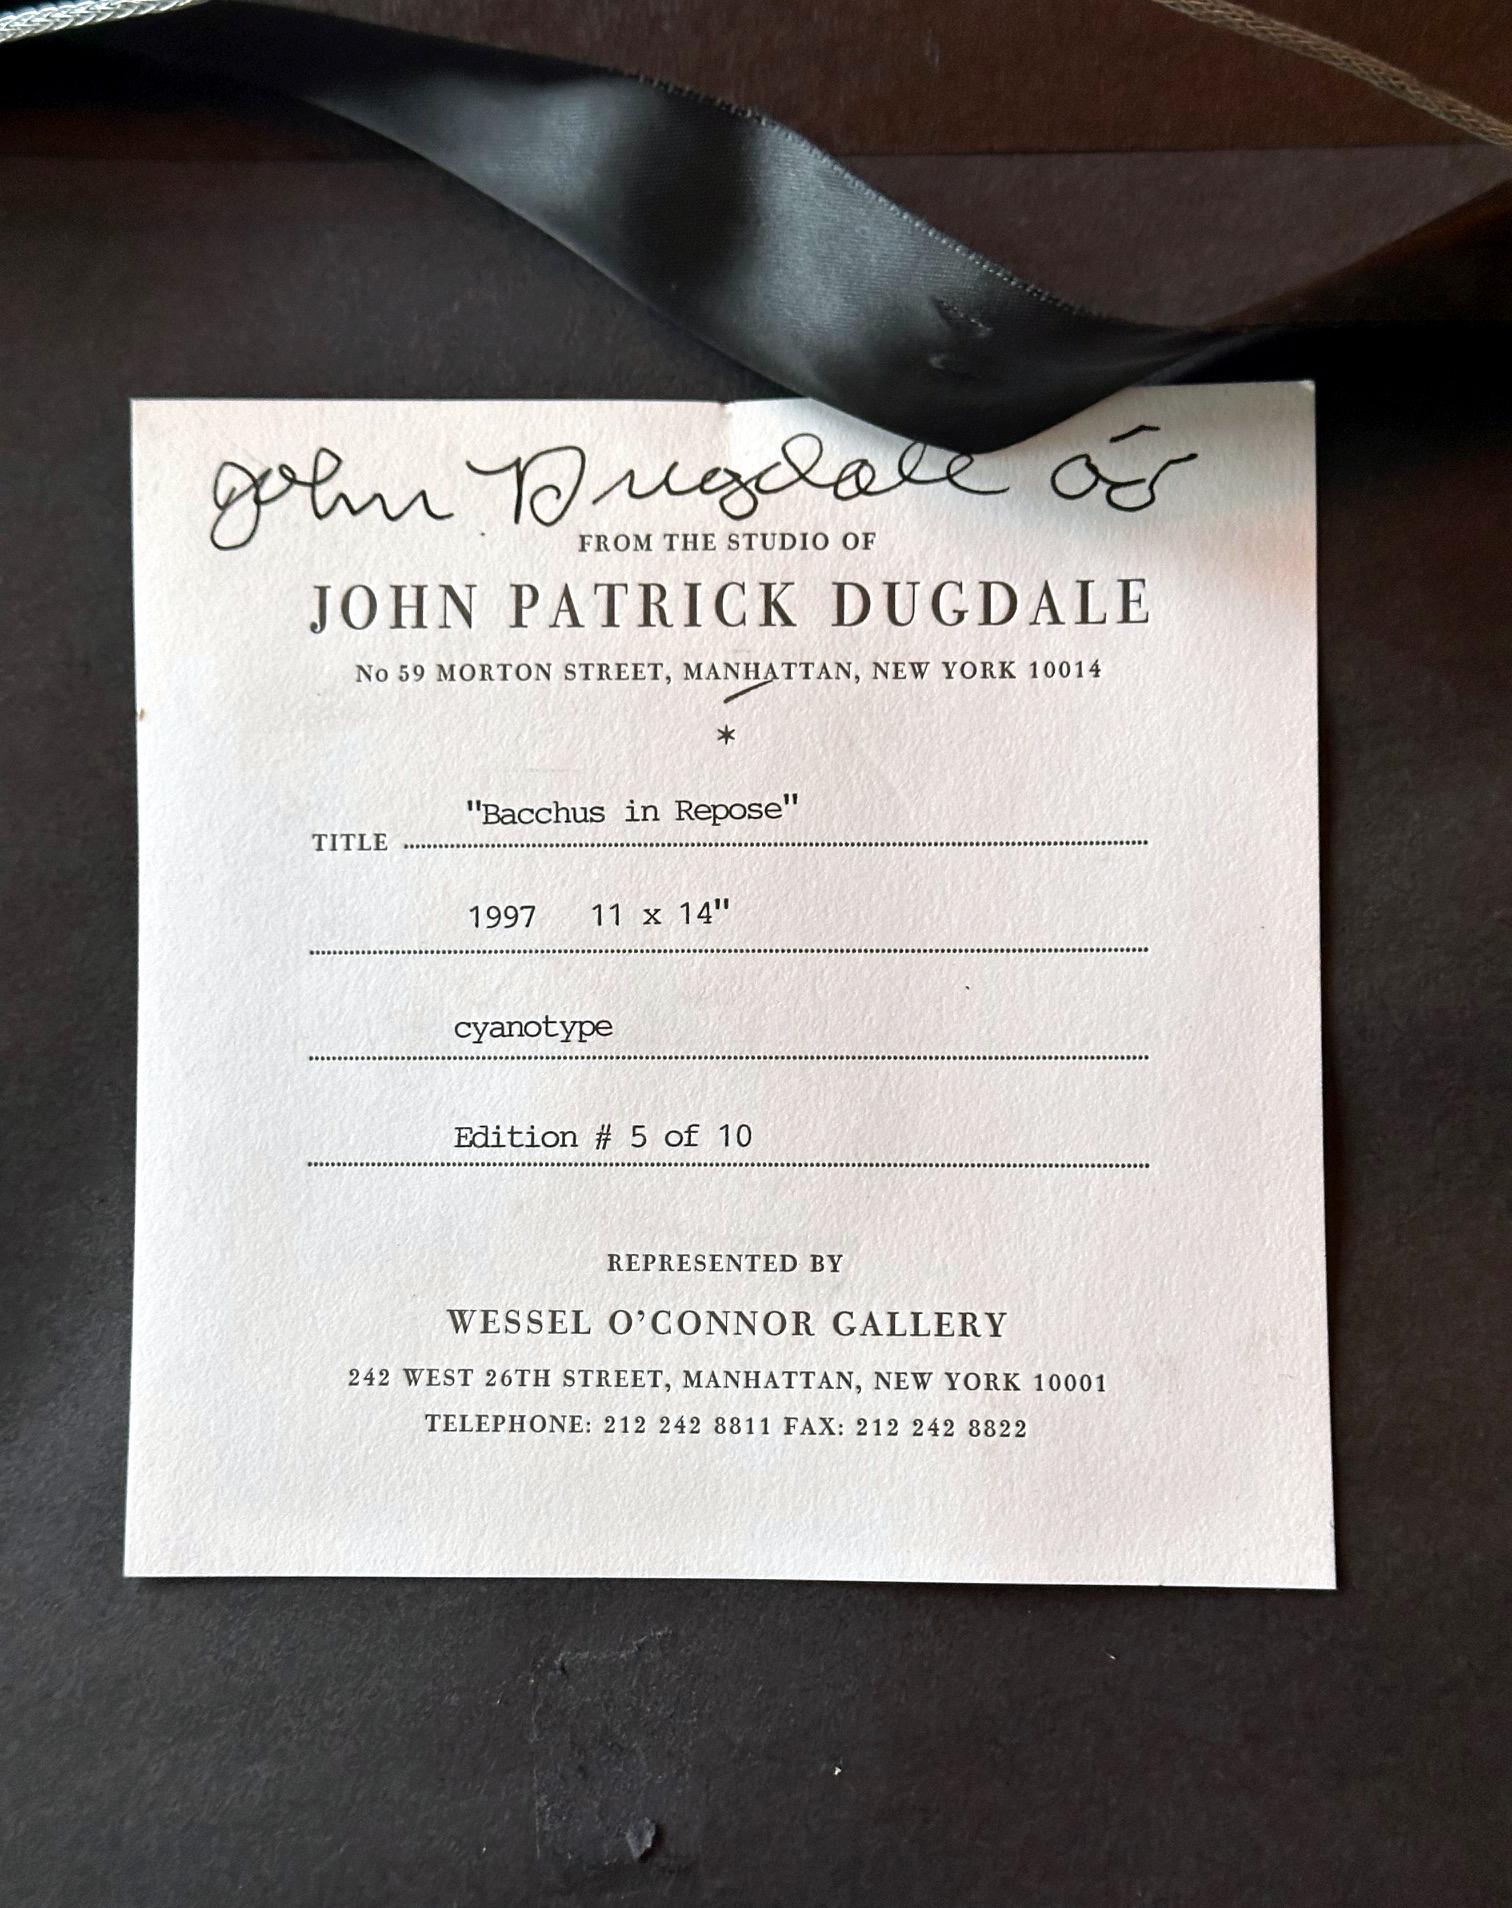 John Dugdale
FROM THE STUDIO OF
JOHN PATRICK DUGDALE
No 59 MORTON STREET, MANHATTAN, NEW YORK 10014
*
"Bacchus in Repose"
TITLE
1997 11 x 14"
cyanotype
Edition # 5 of 10
REPRESENTED BY
WESSEL O'CONNOR GALLERY
242 WEST 26TH STREET, MANHATTAN, NEW YORK 10001
TELEPHONE: 212 242 8811 FAX: 212 242 8822